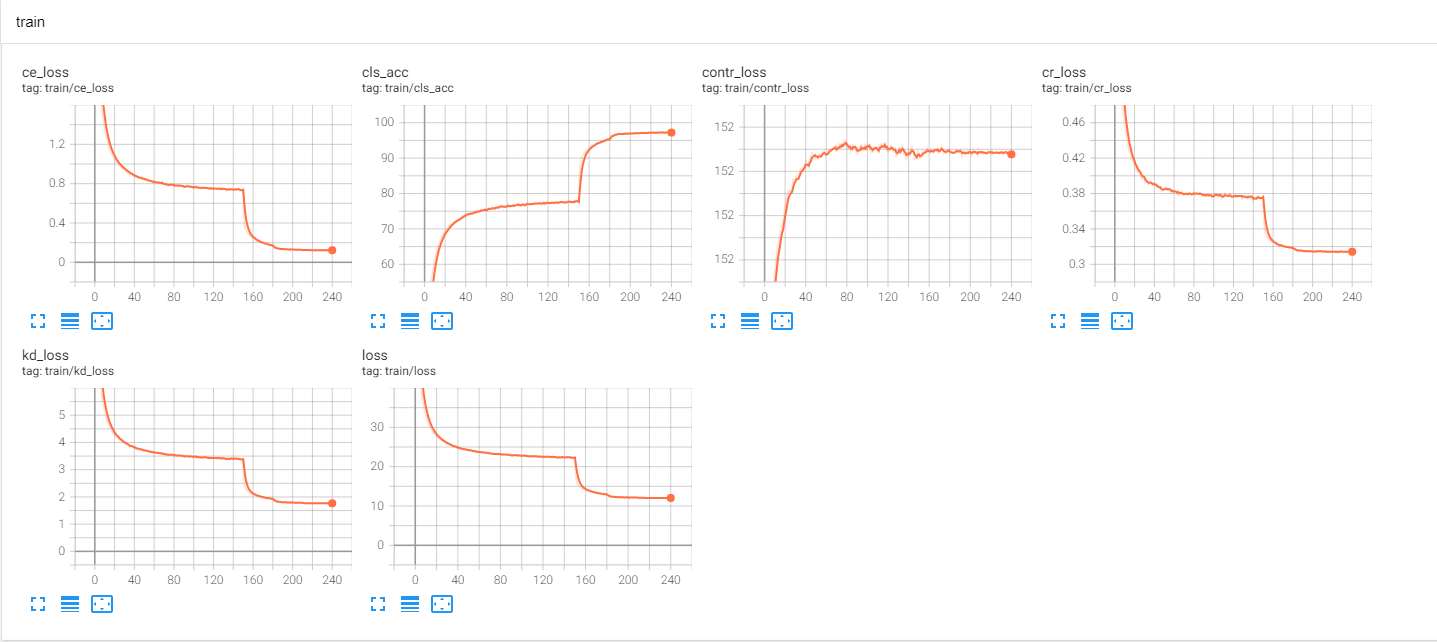 train
ce_loss
tag: train/ce_loss
1.2
0.8
0.4
0
0 40 80 120 160 200 240
cls_acc
tag: train/cls_acc
100
90
80
70
60
0 40 80 120 160 200 240
contr_loss
tag: train/contr_loss
152
152
152
152
0 40 80 120 160 200 240
cr_loss
tag: train/cr_loss
0.46
0.42
0.38
0.34
0.3
0 40 80 120 160 200 240
kd_loss
tag: train/kd_loss
5
4
3
2
1
0
0 40 80 120 160 200 240
loss
tag: train/loss
30
20
10
0
0 40 80 120 160 200 240